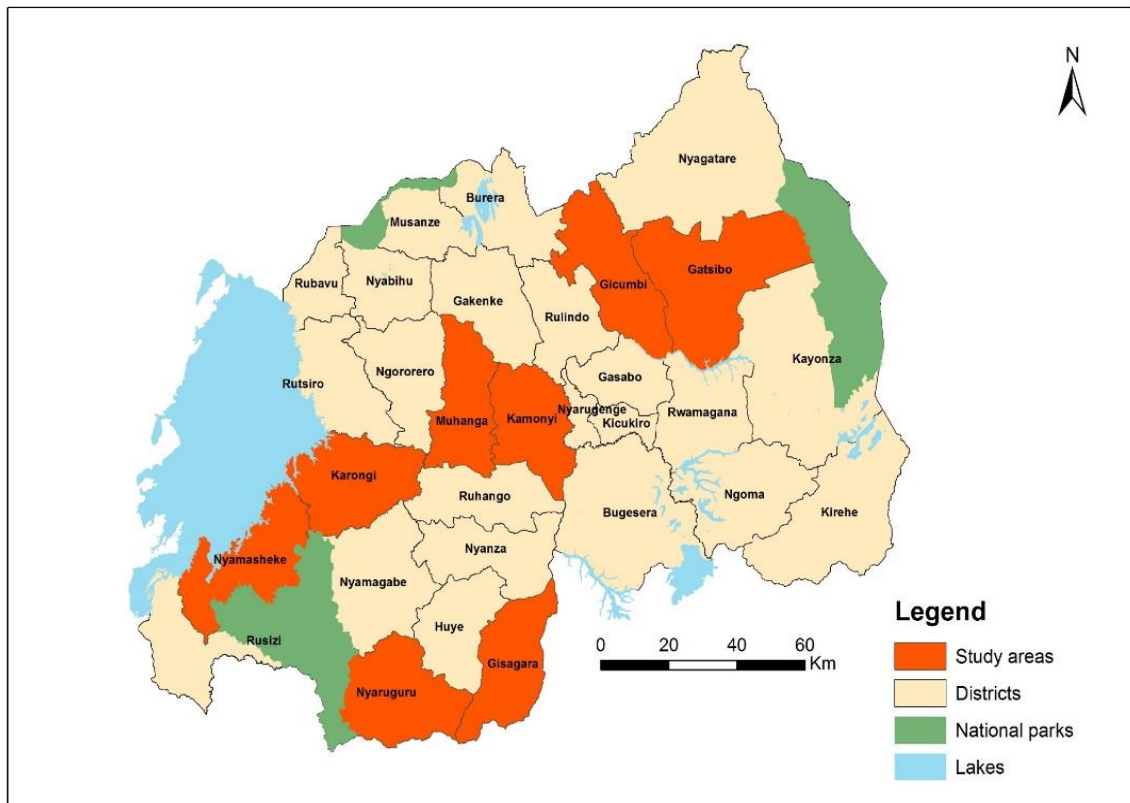 N
Nyagatare
Burera
Musanze
Gatsibo
Gicumbi
Rubavu
Nyabihu
Gakenke
Rulindo
Kayonza
Ngororero
Gasabo
Rutsiro
Nyarugenge
Rwamagana
Muhanga
Kamonyi
Kicukiro
Karongi
Ruhango
Ngoma
Bugesera
Kirehe
Nyanza
Nyamasheke
Nyamagabe
Huye
Rusizi
Gisagara
Nyaruguru
0 20 40 60
Km
Legend
Study areas
Districts
National parks
Lakes